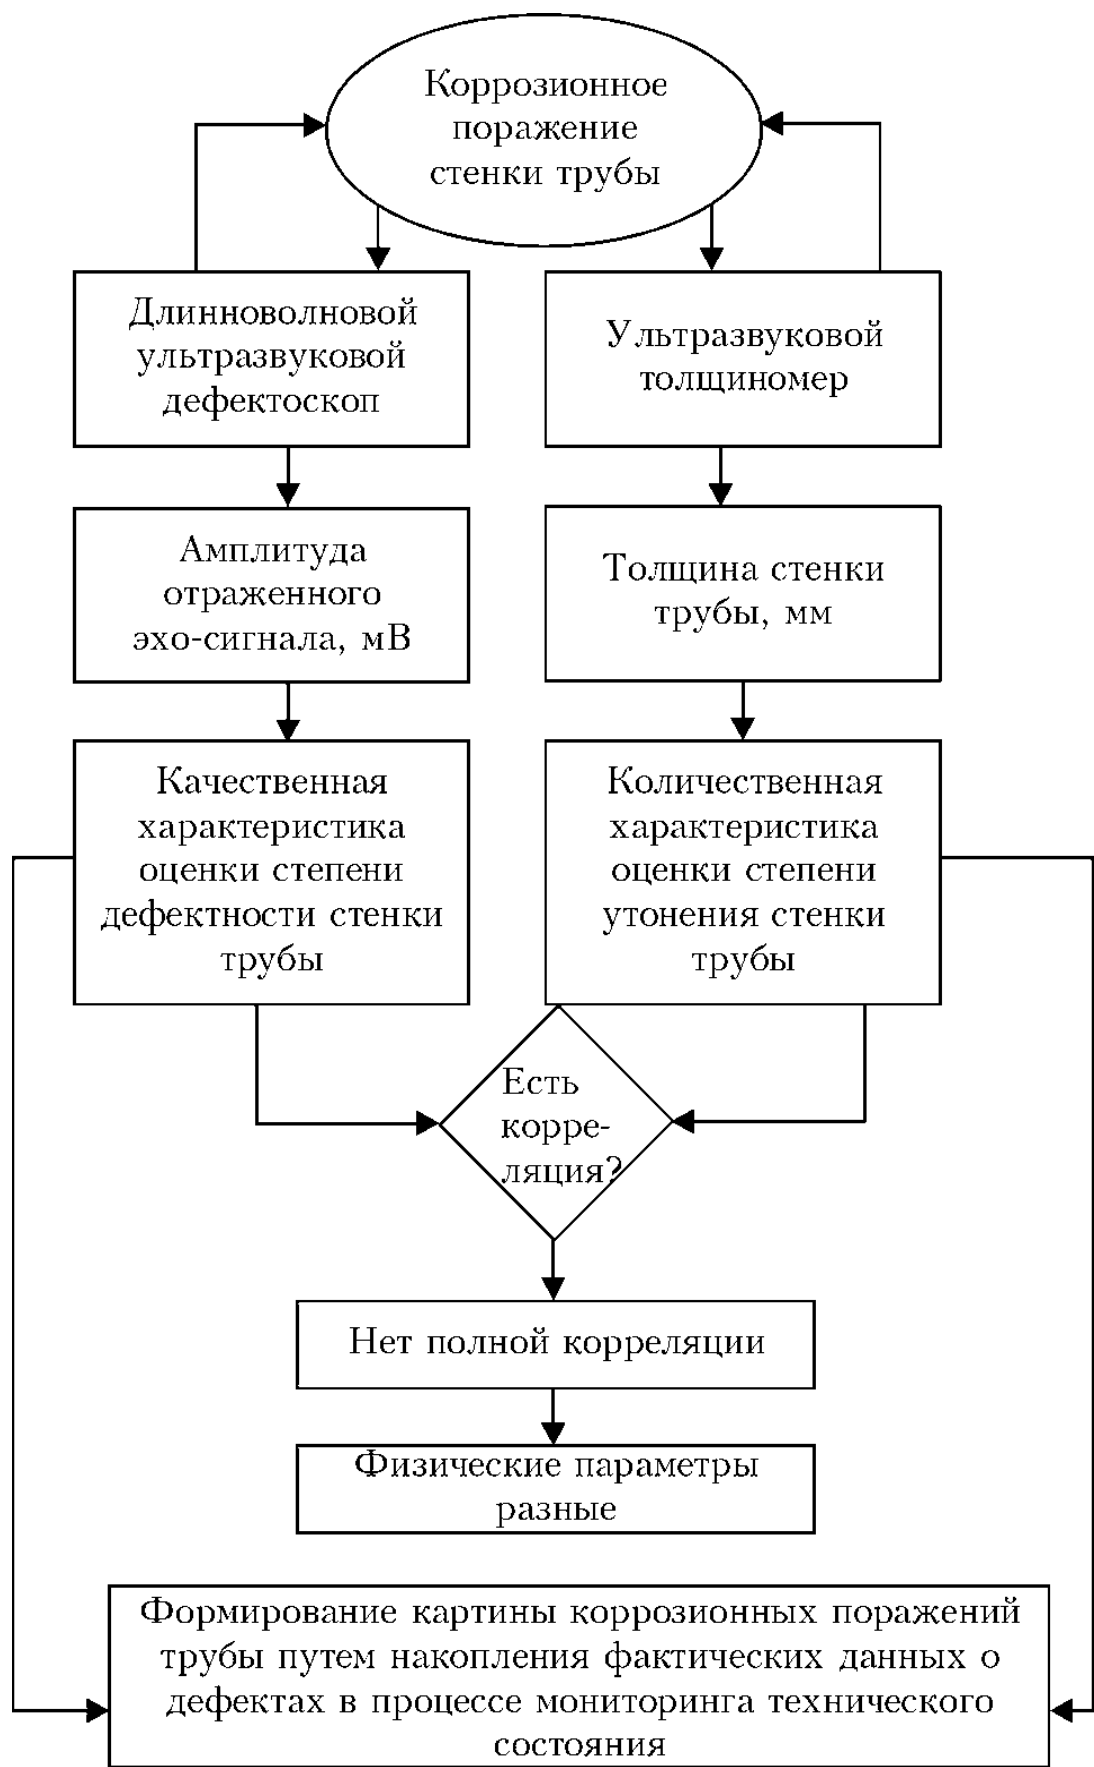 Коррозионное
поражение
стенки трубы
Длинноволновой
ультразвуковой
дефектоскоп
Ультразвуковой
толщиномер
Амплитуда
отраженного
эхо-сигнала, мВ
Толщина стенки
трубы, мм
Качественная
характеристика
оценки степени
дефектности стенки
трубы
Количественная
характеристика
оценки степени
утонения стенки
трубы
Есть
корре-
ляция?
Нет полной корреляции
Физические параметры
разные
Формирование картины коррозионных поражений
трубы путем накопления фактических данных о
дефектах в процессе мониторинга технического
состояния